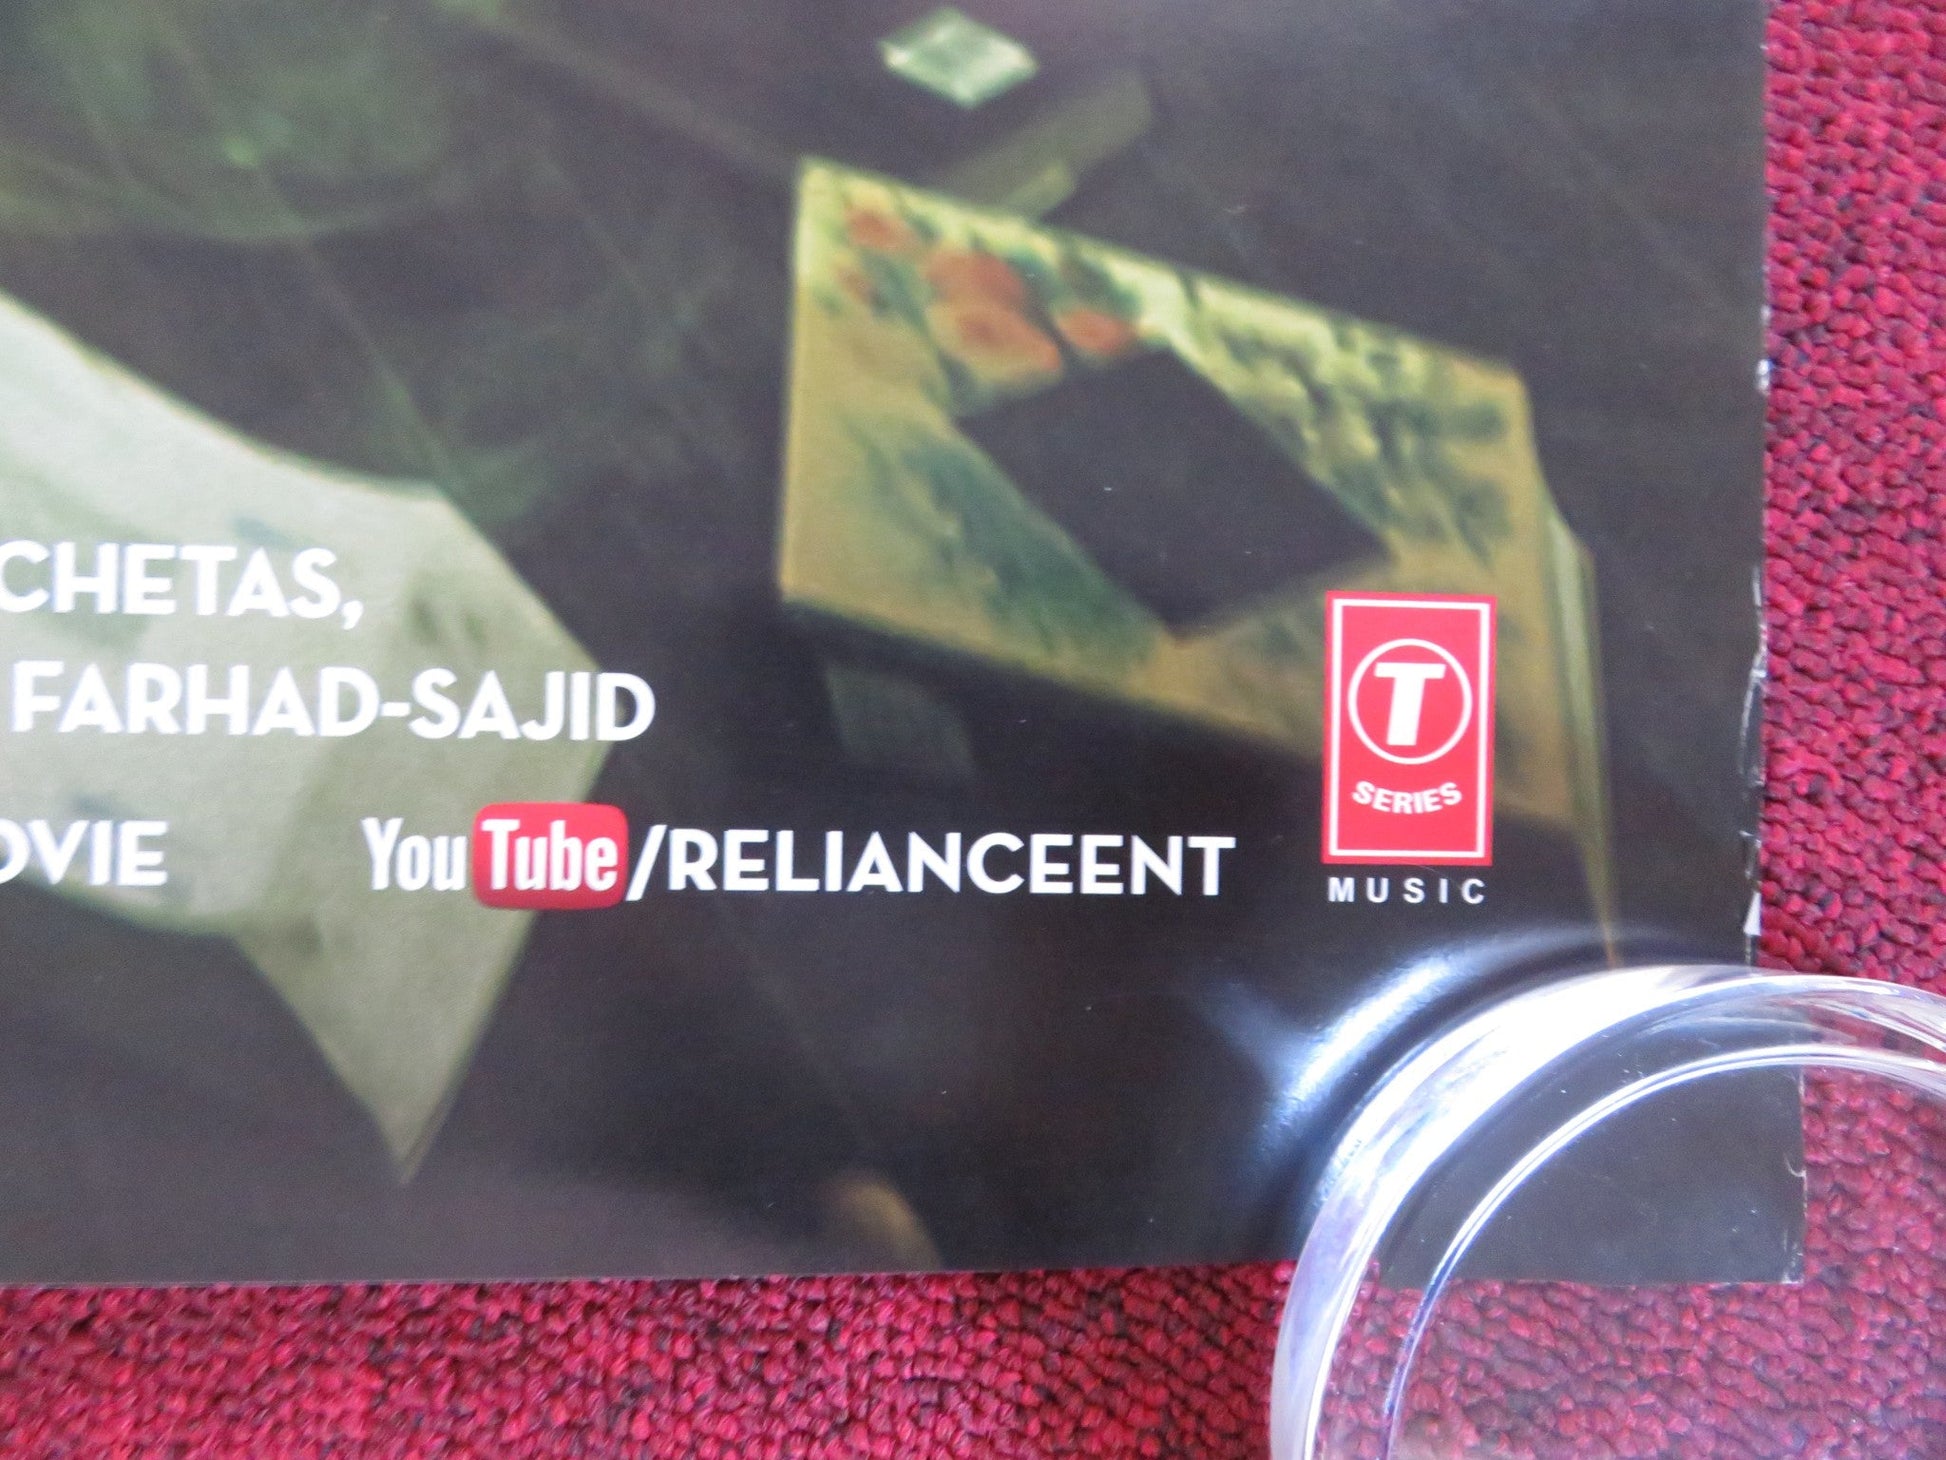 CHETAS,
FARHAD-SAJID
OVIE
YouTube/RELIANCEENT
T
SERIES
MUSIC